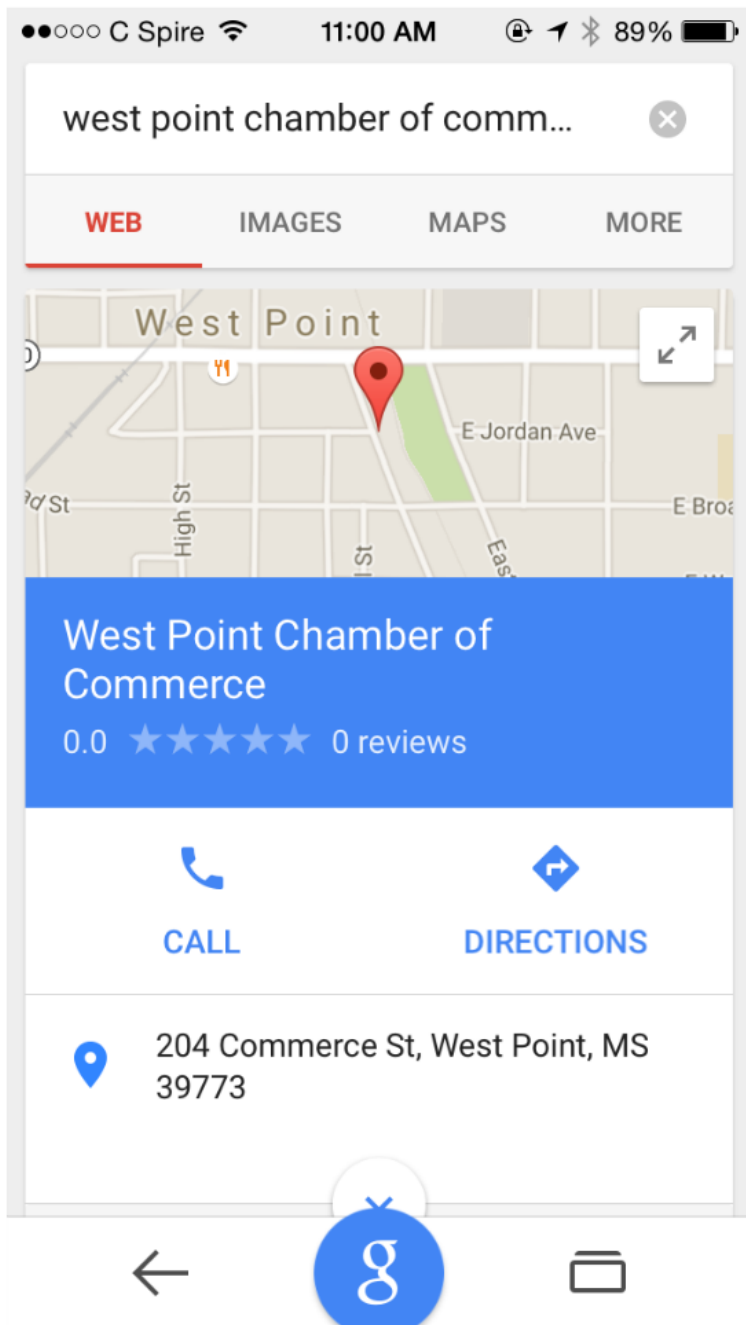 ●●○○○ C Spire 11:00 AM 89%
west point chamber of comm...
WEB IMAGES MAPS MORE
West Point
E Jordan Ave
St
E Broa
High St
St
Eas
West Point Chamber of
Commerce
0.0 ★★★★★ 0 reviews
CALL DIRECTIONS
204 Commerce St, West Point, MS
39773
g